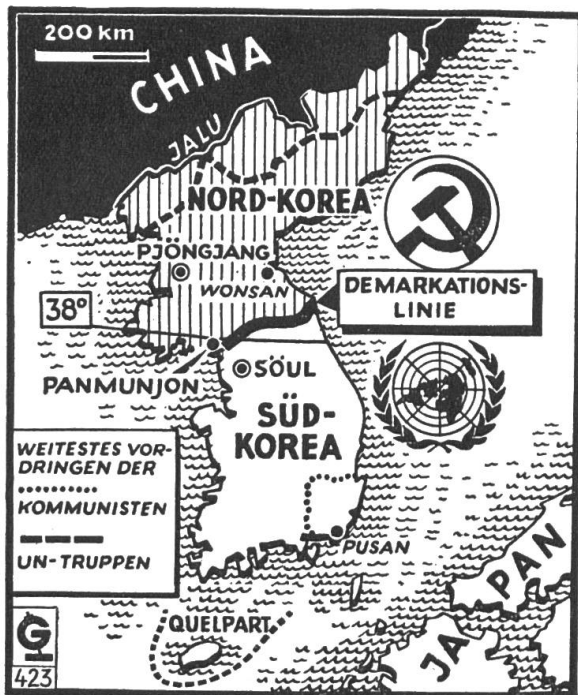 200 km
CHINA
JALU
NORD-KOREA
PJÖNGJANG
WONSAN
DEMARKATIONS-
LINIE
38°
PANMUNJON
SÖUL
SÜD-
KOREA
WEITESTES VOR-
DRINGEN DER
KOMMUNISTEN
UN-TRUPPEN
PUSAN
QUELPART
JAPAN
G
423